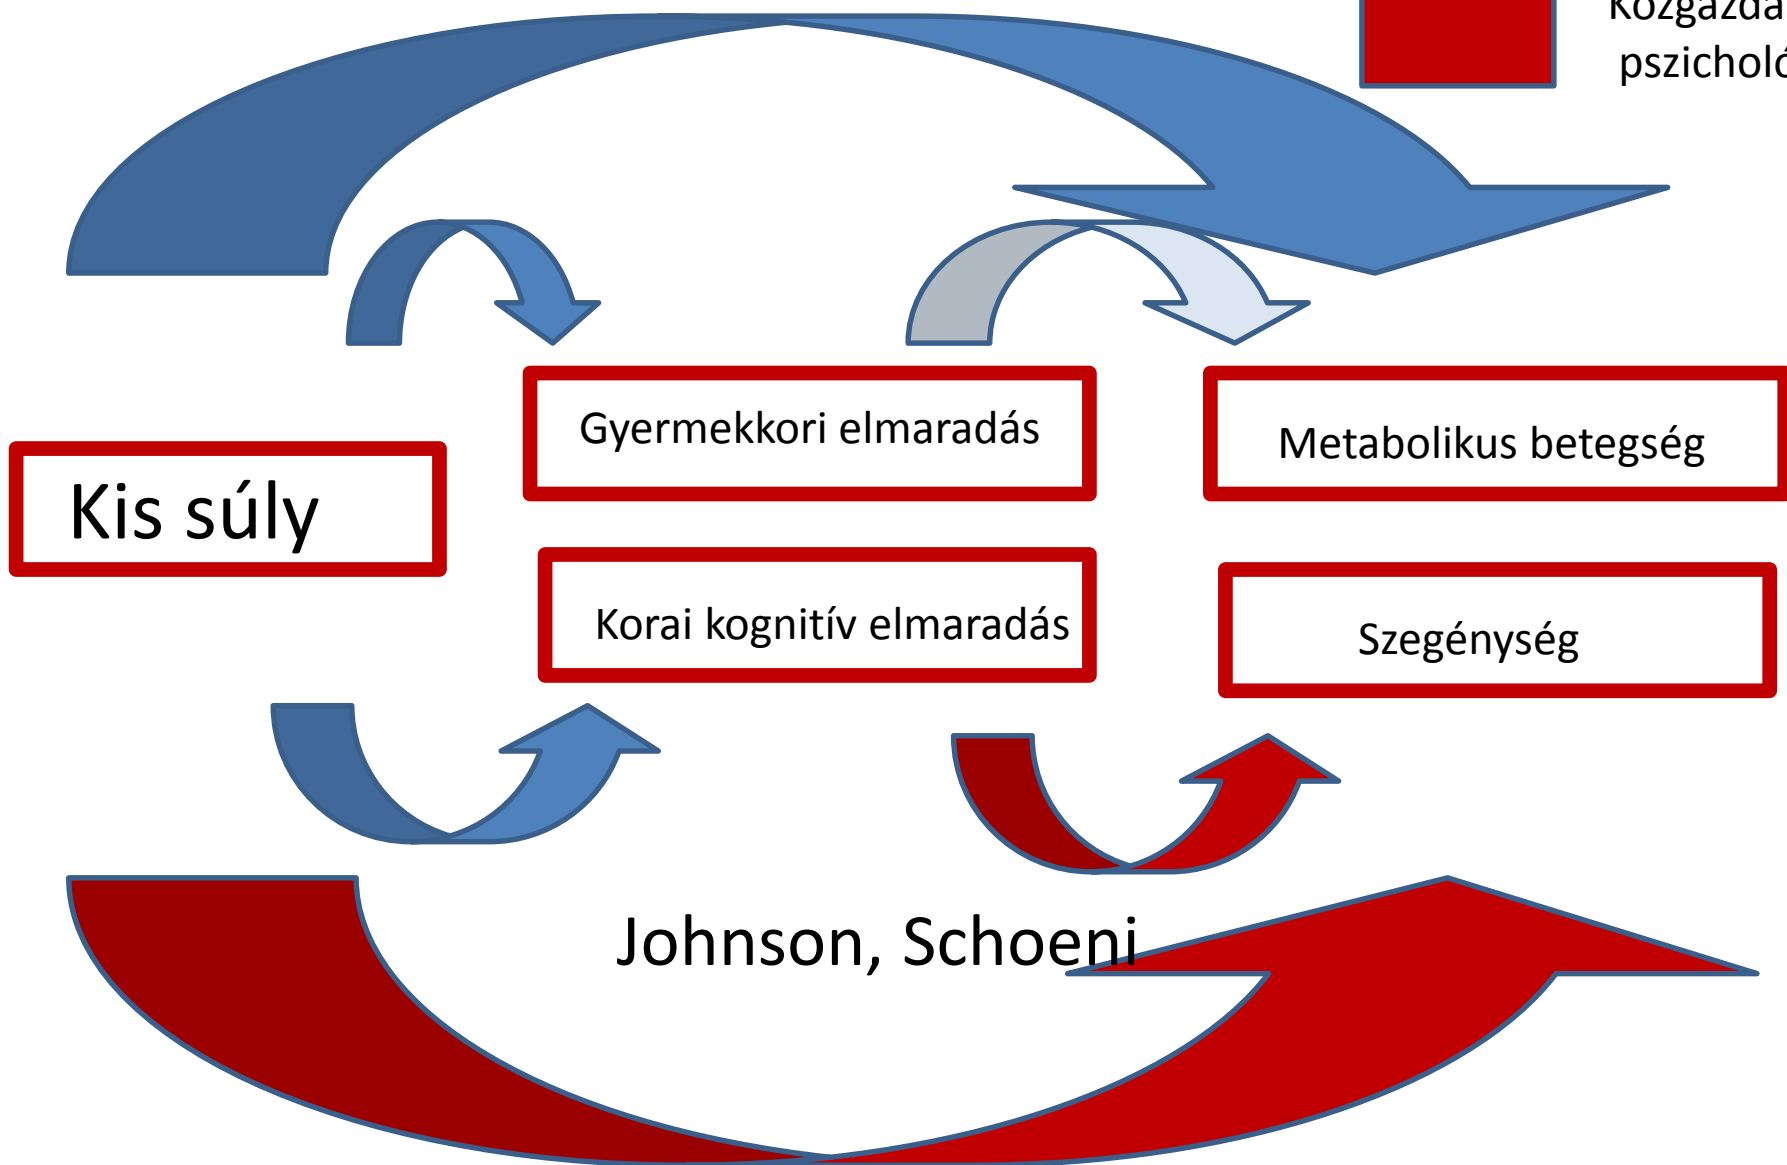 Gyermekkori elmaradás
Metabolikus betegség
Kis súly
Korai kognitív elmaradás
Szegénység
Johnson, Schoeni